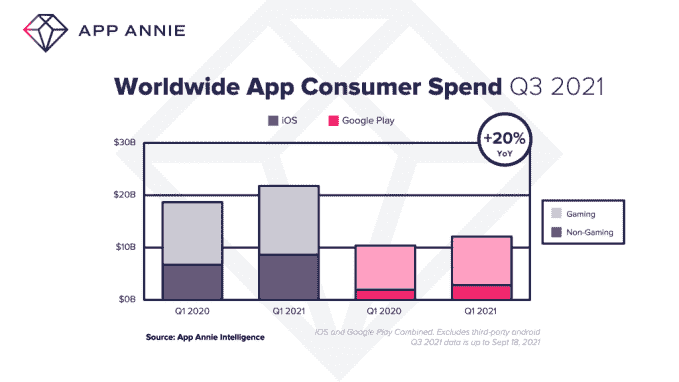 APP ANNIE
Worldwide App Consumer Spend Q3 2021
iOS
Google Play
+20%
YoY
$30B
$20B
$10B
$0B
Gaming
Non-Gaming
Q1 2020
Q1 2021
Q1 2020
Q1 2021
Source: App Annie Intelligence
iOS and Google Play Combined. Excludes third-party android
Q3 2021 data is up to Sept 18, 2021